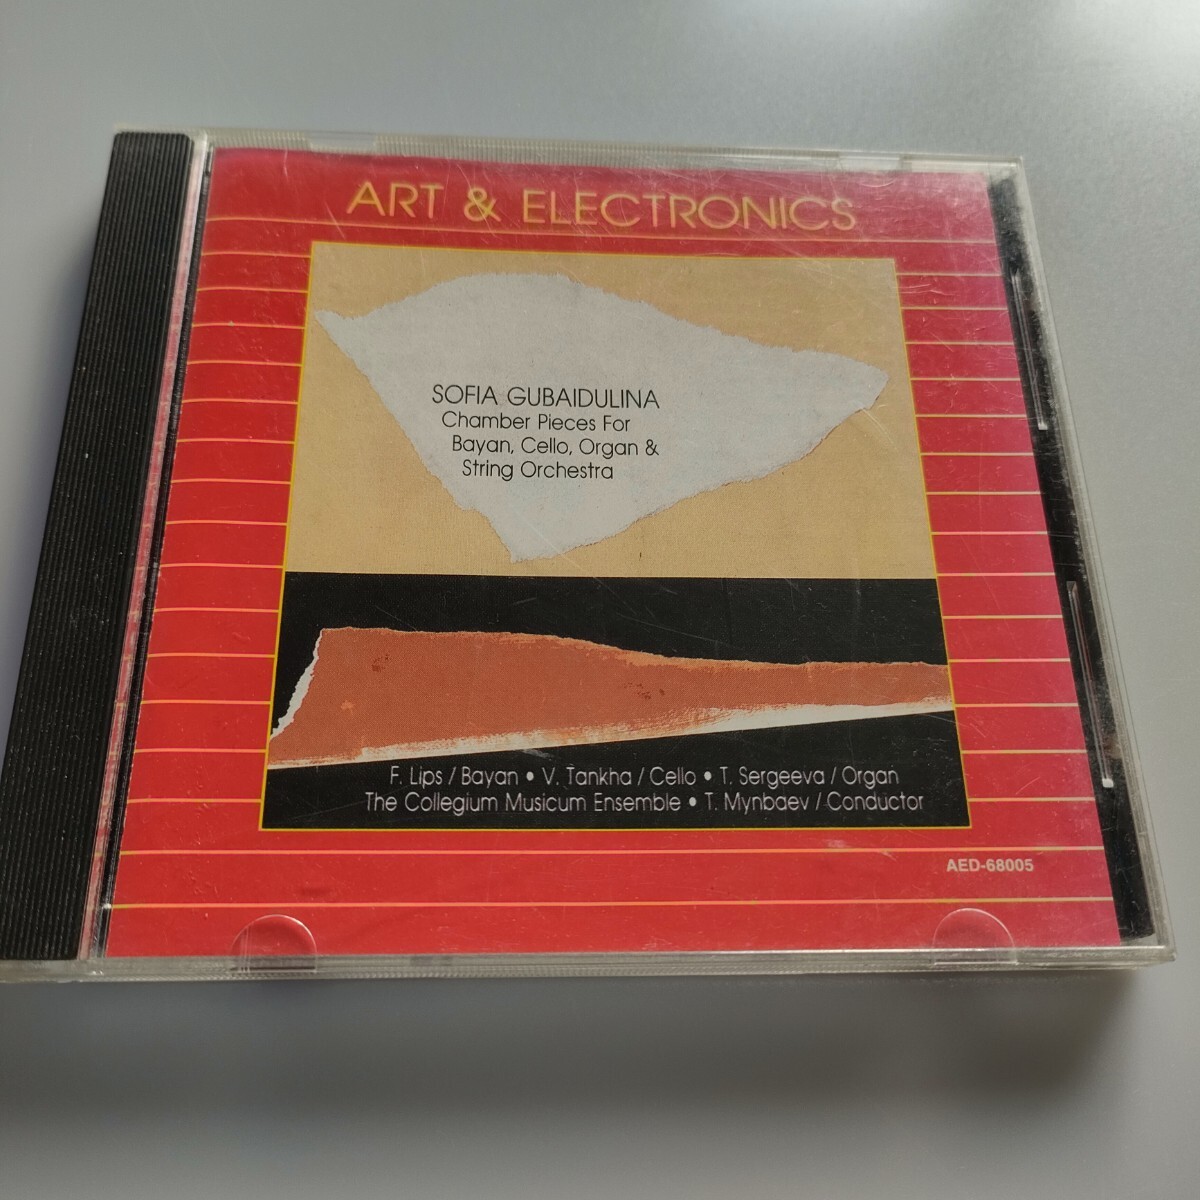 ART & ELECTRONICS
SOFIA GUBAIDULINA
Chamber Pieces For
Bayan, Cello, Organ &
String Orchestra
F. Lips / Bayan • V. Tankha / Cello • T. Sergeeva / Organ
The Collegium Musicum Ensemble • T. Mynbaev / Conductor
AED-68005